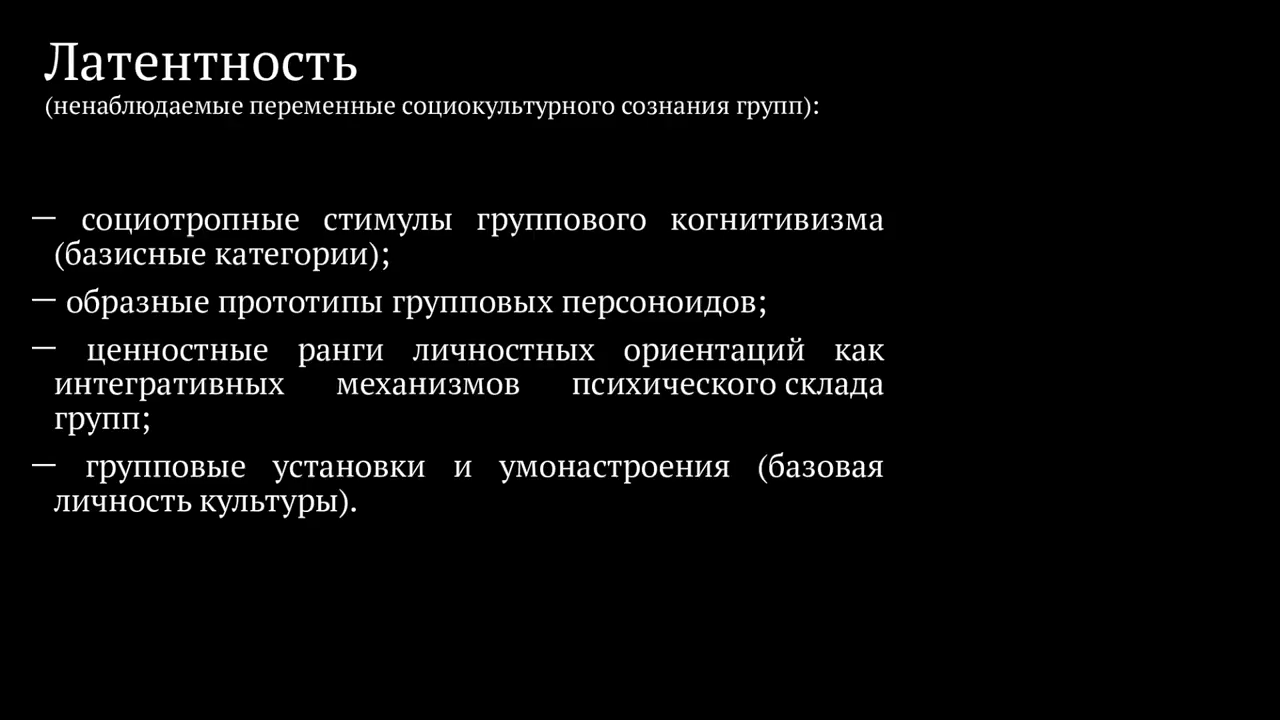 Латентность
(ненаблюдаемые переменные социокультурного сознания групп):
— социотропные стимулы группового когнитивизма
(базисные категории);
— образные прототипы групповых персоноидов;
— ценностные ранги личностных ориентаций как
интегративных механизмов психического склада
групп;
— групповые установки и умонастроения (базовая
личность культуры).